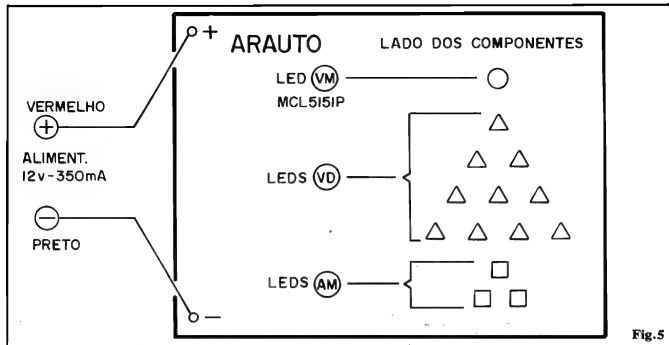 + ARAUTO LADO DOS COMPONENTES
LED VM
MCL5151P
VERMELHO
+
ALIMENT.
12v-350mA
LEDS VD
−
PRETO
LEDS AM
−
Fig.5